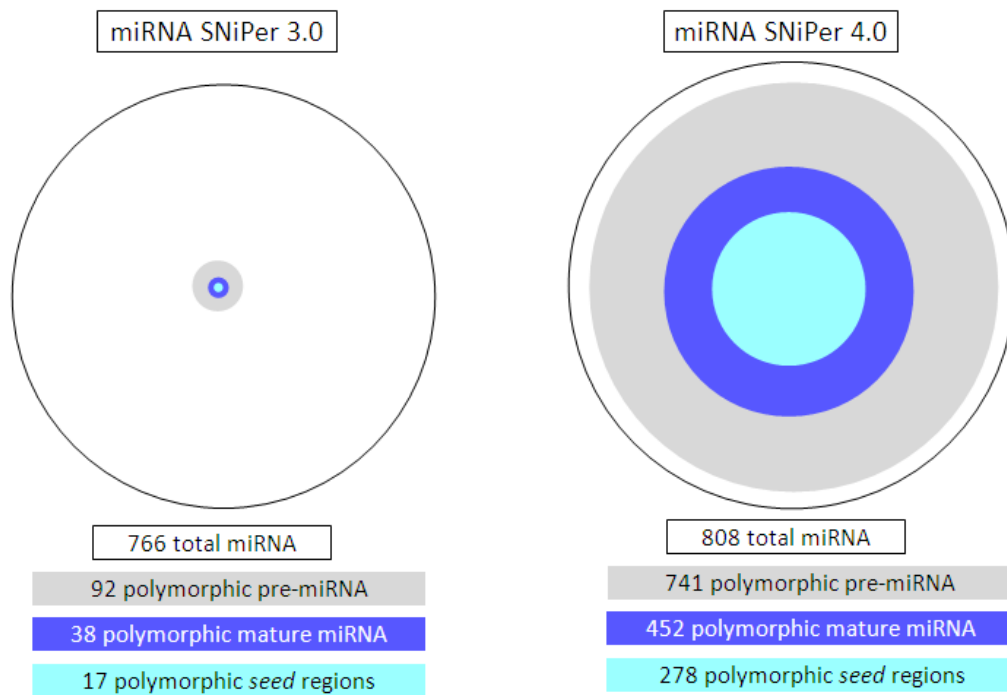 miRNA SNiPer 3.0
766 total miRNA
92 polymorphic pre-miRNA
38 polymorphic mature miRNA
17 polymorphic seed regions
miRNA SNiPer 4.0
808 total miRNA
741 polymorphic pre-miRNA
452 polymorphic mature miRNA
278 polymorphic seed regions